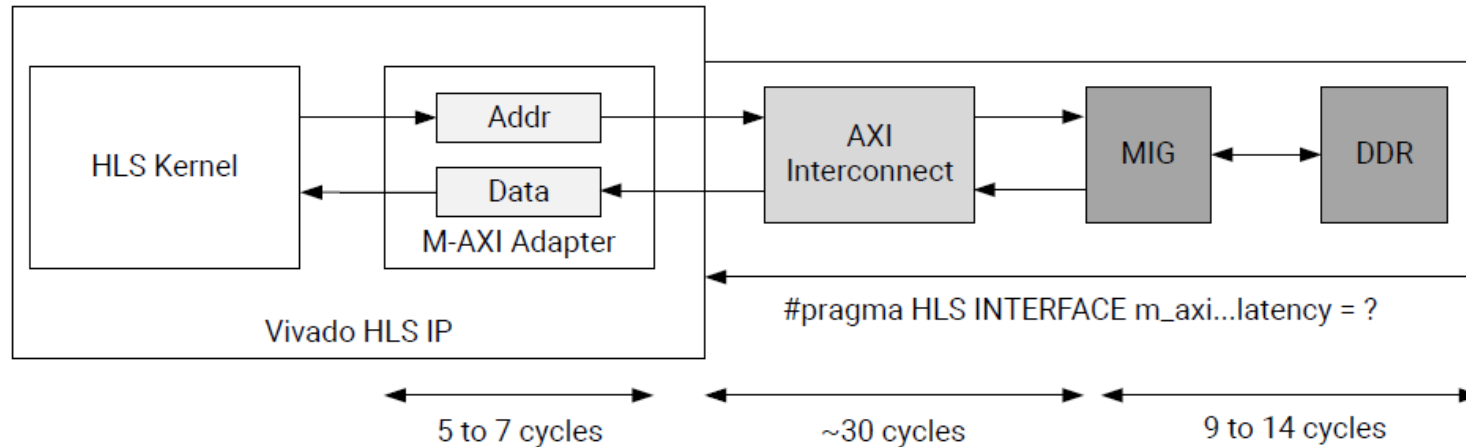 HLS Kernel
Addr
Data
M-AXI Adapter
AXI
Interconnect
MIG
DDR
#pragma HLS INTERFACE m_axi...latency = ?
Vivado HLS IP
5 to 7 cycles
~30 cycles
9 to 14 cycles